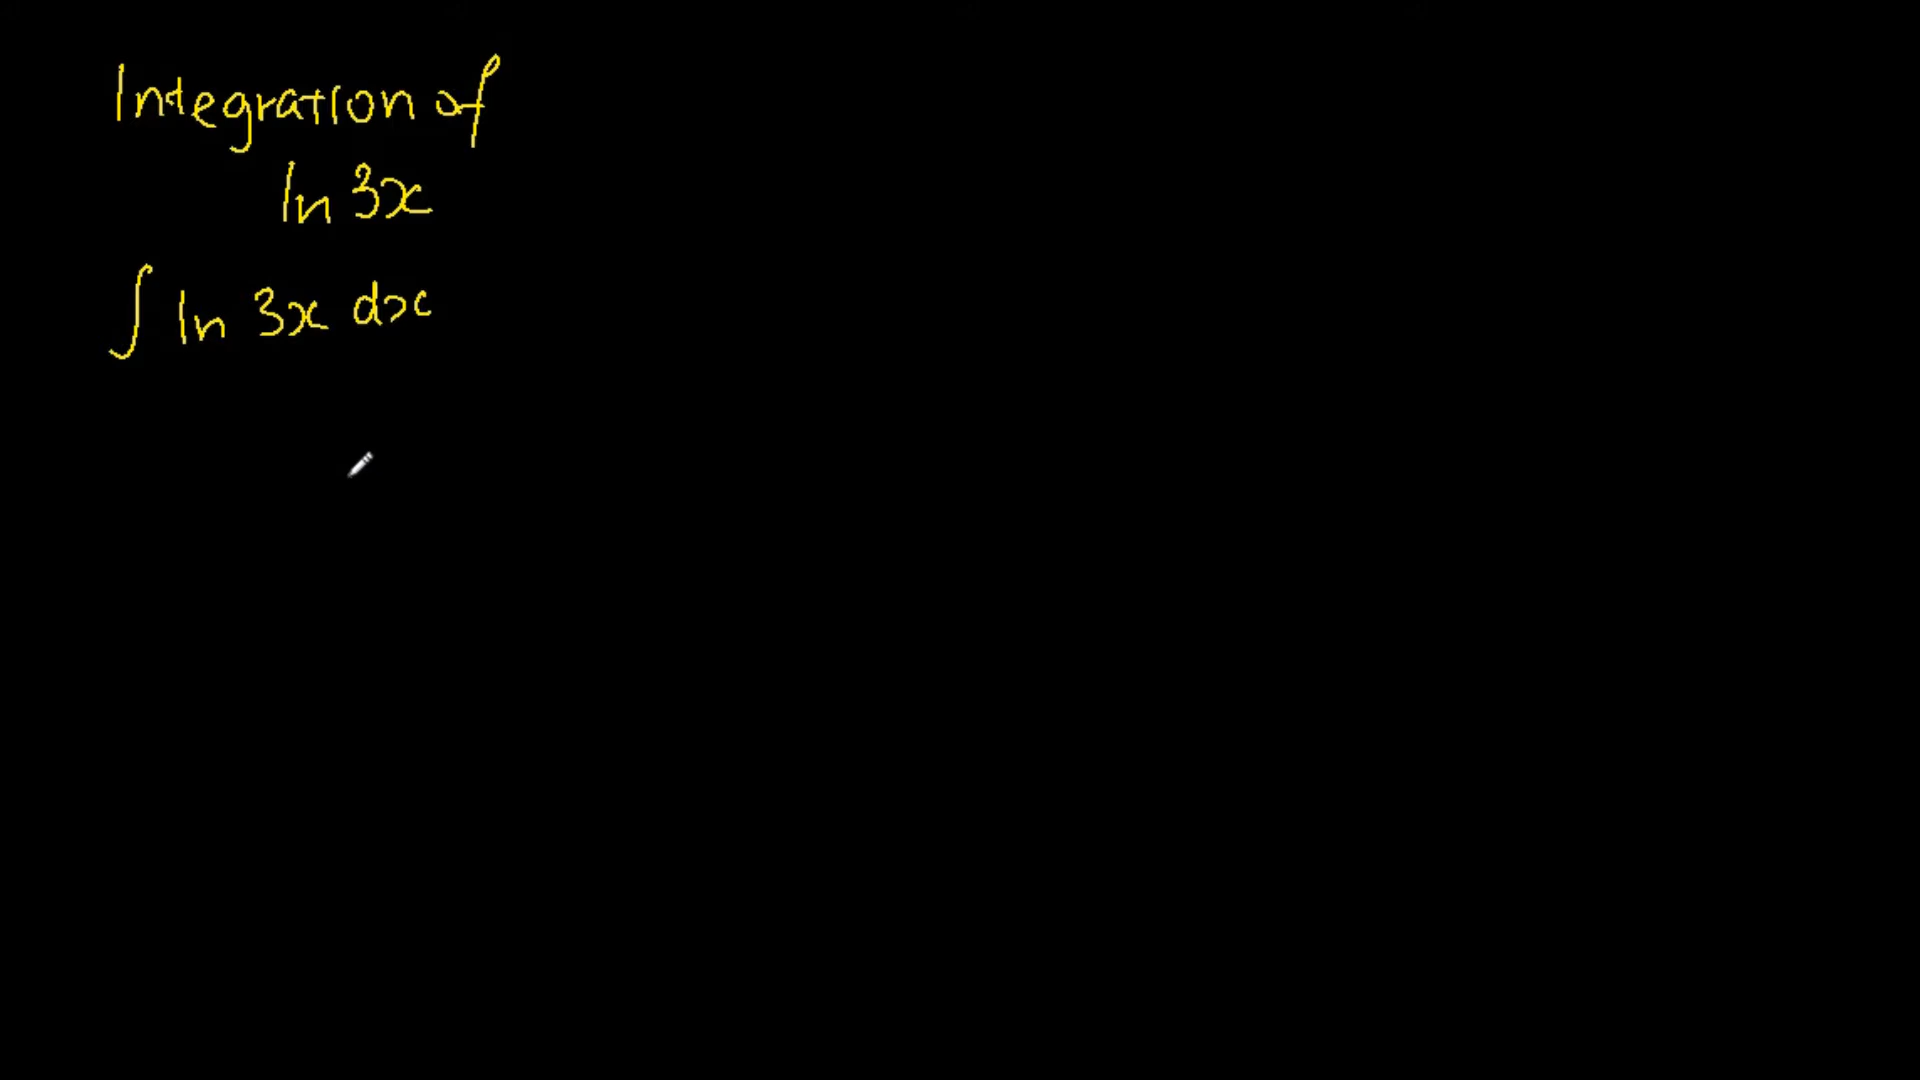 Integration of
ln 3x
∫ ln 3x dx